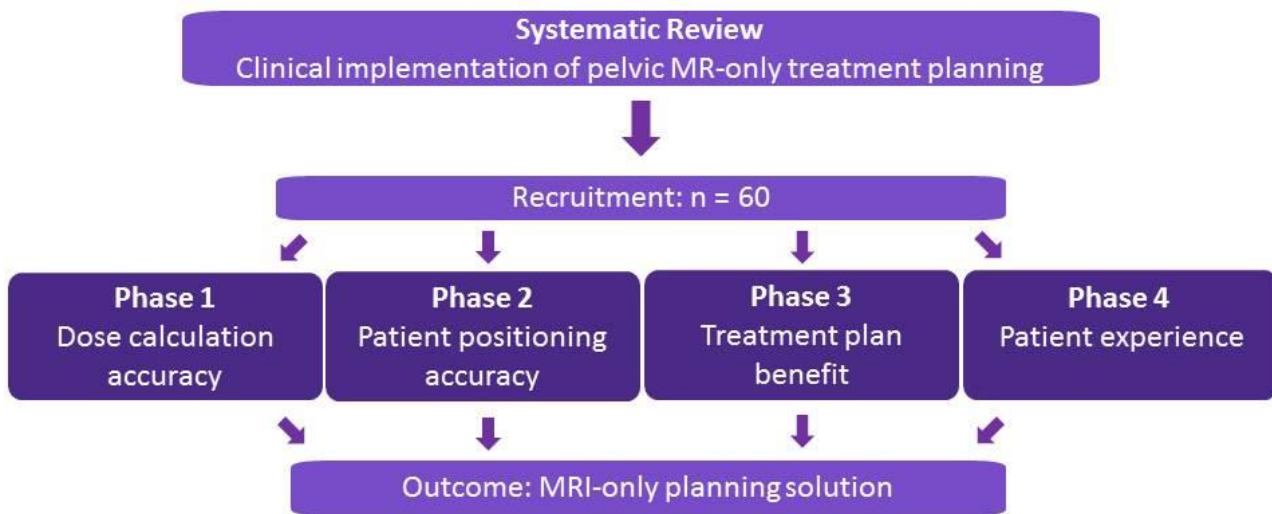 Systematic Review
Clinical implementation of pelvic MR-only treatment planning
Recruitment: n = 60
Phase 1
Dose calculation
accuracy
Phase 2
Patient positioning
accuracy
Phase 3
Treatment plan
benefit
Phase 4
Patient experience
Outcome: MRI-only planning solution